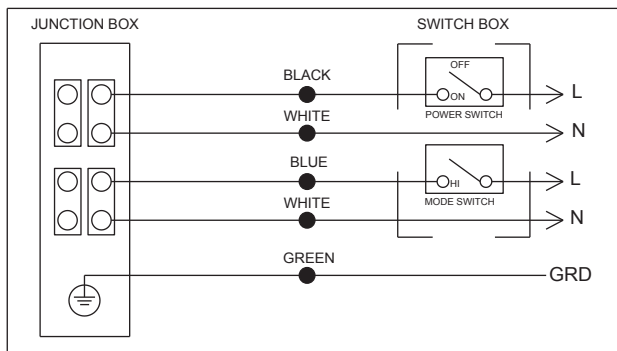 JUNCTION BOX
SWITCH BOX
OFF
BLACK
ON
L
POWER SWITCH
WHITE
N
BLUE
HI
L
MODE SWITCH
WHITE
N
GREEN
GRD